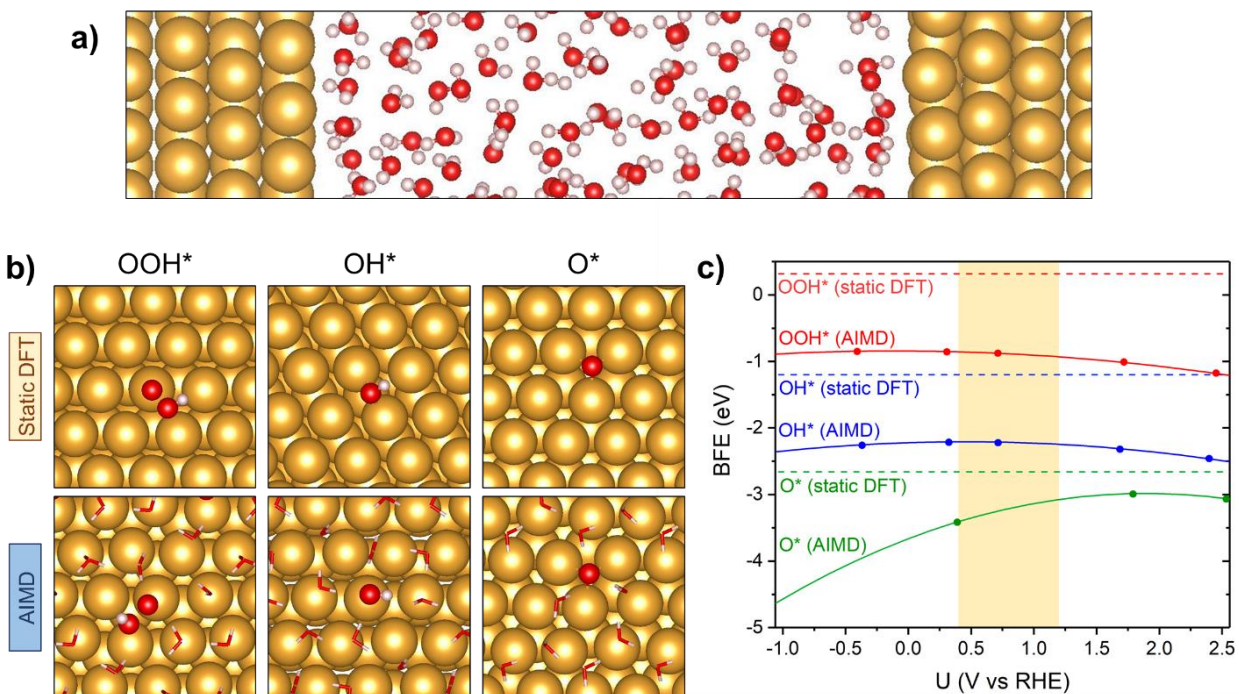 a)
b)
OOH*
OH*
O*
Static DFT
AIMD
c)
BFE (eV)
0
-1
-2
-3
-4
-5
OOH* (static DFT)
OOH* (AIMD)
OH* (static DFT)
OH* (AIMD)
O* (static DFT)
O* (AIMD)
-1.0 -0.5 0.0 0.5 1.0 1.5 2.0 2.5
U (V vs RHE)